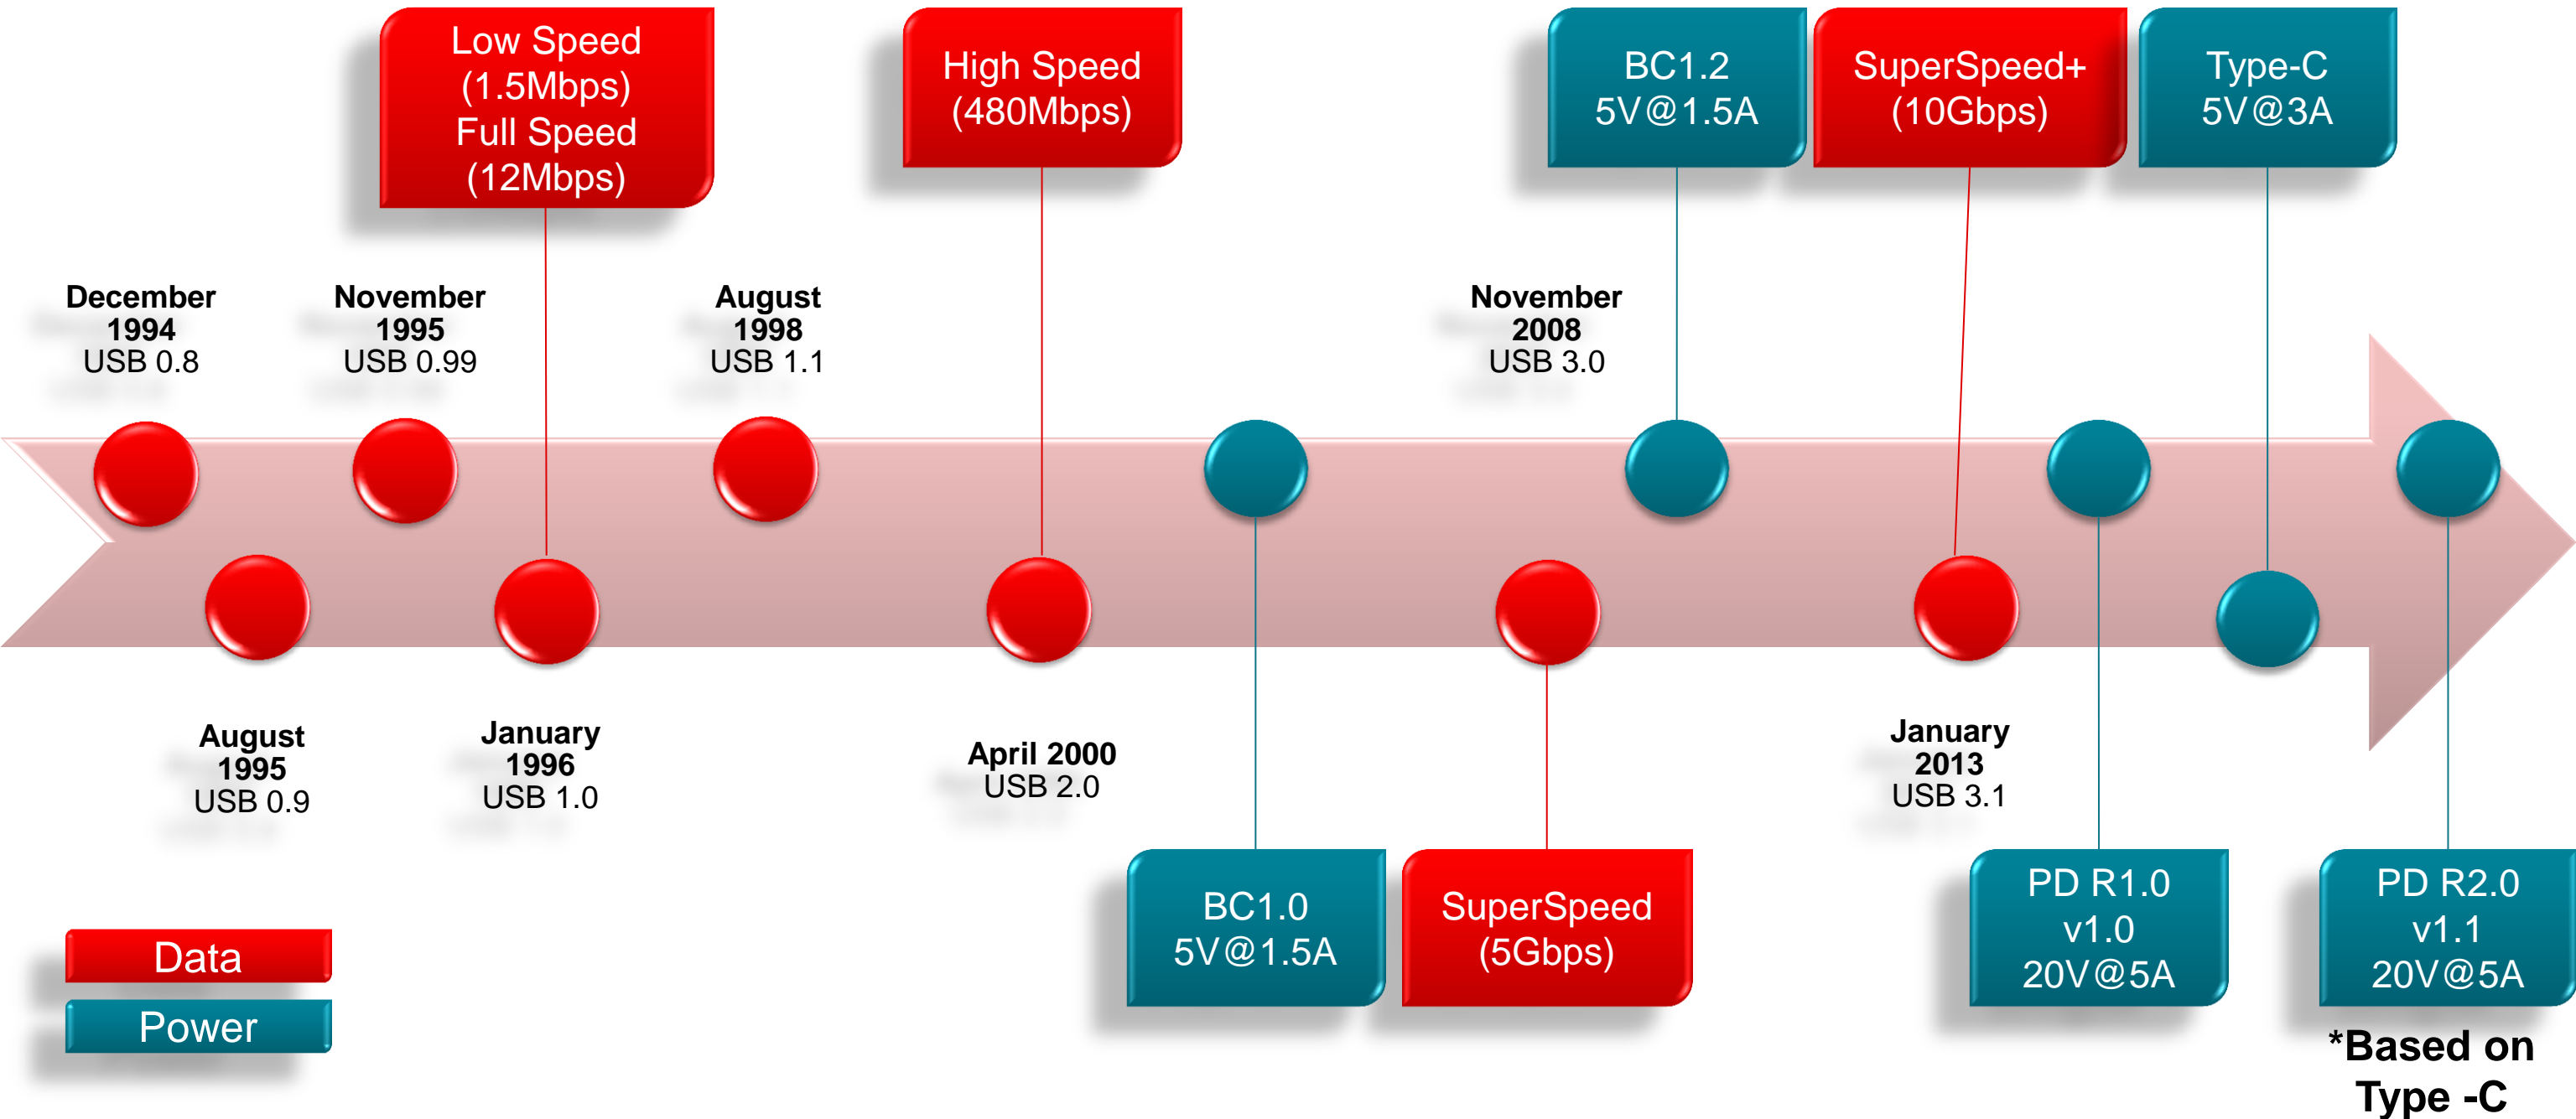 Low Speed
(1.5Mbps)
Full Speed
(12Mbps)
High Speed
(480Mbps)
BC1.2
5V@1.5A
SuperSpeed+
(10Gbps)
Type-C
5V@3A
December
1994
USB 0.8
November
1995
USB 0.99
August
1998
USB 1.1
November
2008
USB 3.0
August
1995
USB 0.9
January
1996
USB 1.0
April 2000
USB 2.0
January
2013
USB 3.1
BC1.0
5V@1.5A
SuperSpeed
(5Gbps)
PD R1.0
v1.0
20V@5A
PD R2.0
v1.1
20V@5A
*Based on
Type -C
Data
Power